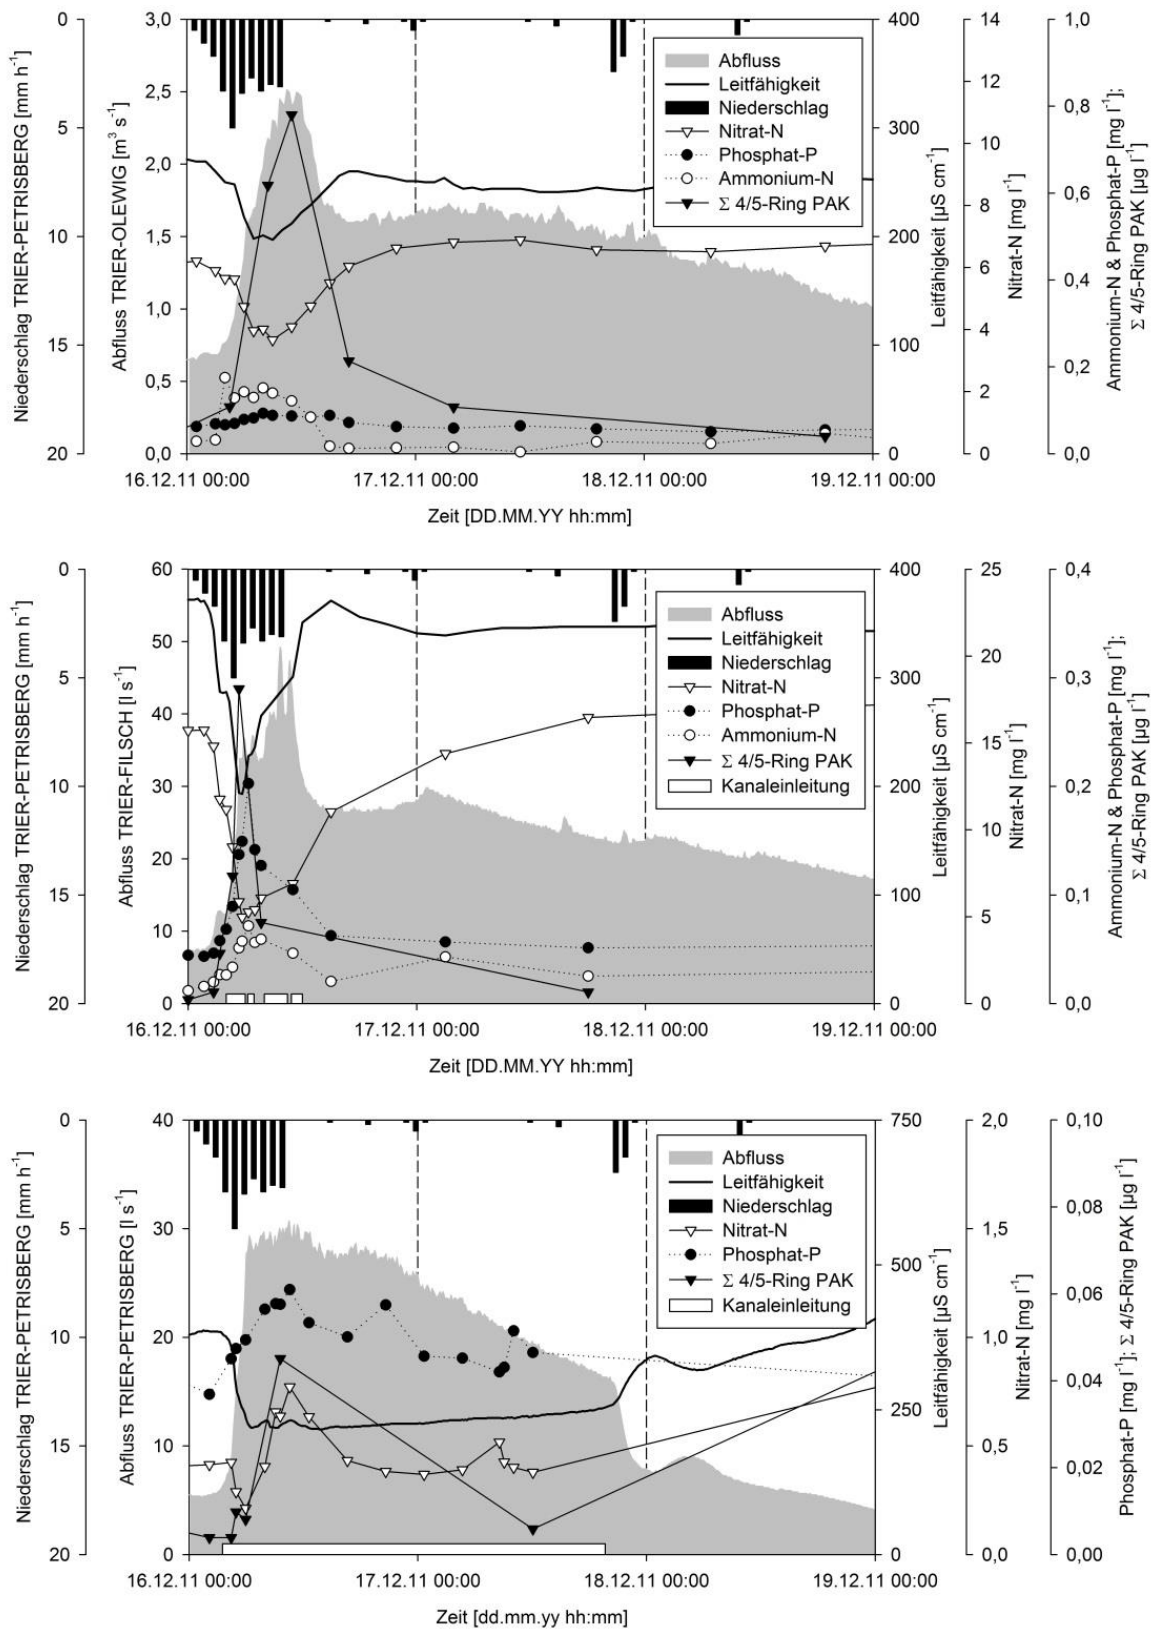 Niederschlag TRIER-PETRISBERG [mm h⁻¹]
0
5
10
15
20
Abfluss TRIER-OLEWIG [m³ s⁻¹]
3,0
2,5
2,0
1,5
1,0
0,5
0,0
Abfluss
Leitfähigkeit
Niederschlag
Nitrat-N
Phosphat-P
Ammonium-N
Σ 4/5-Ring PAK
400
300
200
100
0
Leitfähigkeit [µS cm⁻¹]
14
12
10
8
6
4
2
0
Nitrat-N [mg l⁻¹]
1,0
0,8
0,6
0,4
0,2
0,0
Ammonium-N & Phosphat-P [mg l⁻¹];
Σ 4/5-Ring PAK [µg l⁻¹]
16.12.11 00:00 17.12.11 00:00 18.12.11 00:00 19.12.11 00:00
Zeit [DD.MM.YY hh:mm]
Niederschlag TRIER-PETRISBERG [mm h⁻¹]
0
5
10
15
20
Abfluss TRIER-FILSCH [l s⁻¹]
60
50
40
30
20
10
0
Abfluss
Leitfähigkeit
Niederschlag
Nitrat-N
Phosphat-P
Ammonium-N
Σ 4/5-Ring PAK
Kanaleinleitung
400
300
200
100
0
Leitfähigkeit [µS cm⁻¹]
25
20
15
10
5
0
Nitrat-N [mg l⁻¹]
0,4
0,3
0,2
0,1
0,0
Ammonium-N & Phosphat-P [mg l⁻¹];
Σ 4/5-Ring PAK [µg l⁻¹]
16.12.11 00:00 17.12.11 00:00 18.12.11 00:00 19.12.11 00:00
Zeit [DD.MM.YY hh:mm]
Niederschlag TRIER-PETRISBERG [mm h⁻¹]
0
5
10
15
20
Abfluss TRIER-PETRISBERG [l s⁻¹]
40
30
20
10
0
Abfluss
Leitfähigkeit
Niederschlag
Nitrat-N
Phosphat-P
Σ 4/5-Ring PAK
Kanaleinleitung
750
500
250
0
Leitfähigkeit [µS cm⁻¹]
2,0
1,5
1,0
0,5
0,0
Nitrat-N [mg l⁻¹]
0,10
0,08
0,06
0,04
0,02
0,00
Phosphat-P [mg l⁻¹]; Σ 4/5-Ring PAK [µg l⁻¹]
16.12.11 00:00 17.12.11 00:00 18.12.11 00:00 19.12.11 00:00
Zeit [dd.mm.yy hh:mm]